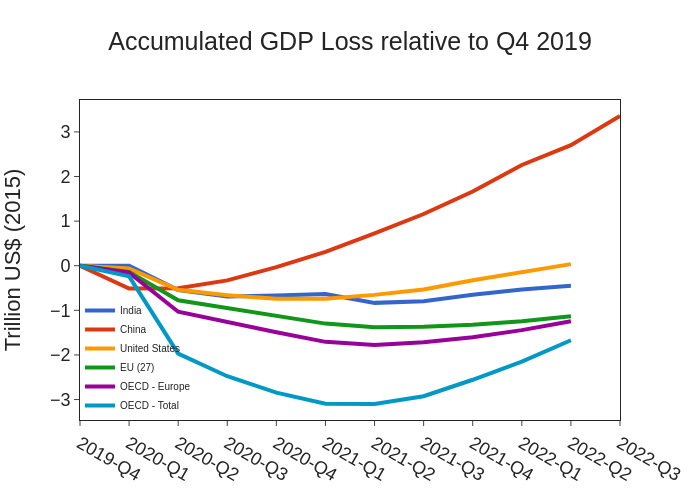 Accumulated GDP Loss relative to Q4 2019
Trillion US$ (2015)
3
2
1
0
−1
−2
−3
India
China
United States
EU (27)
OECD - Europe
OECD - Total
2019-Q4
2020-Q1
2020-Q2
2020-Q3
2020-Q4
2021-Q1
2021-Q2
2021-Q3
2021-Q4
2022-Q1
2022-Q2
2022-Q3